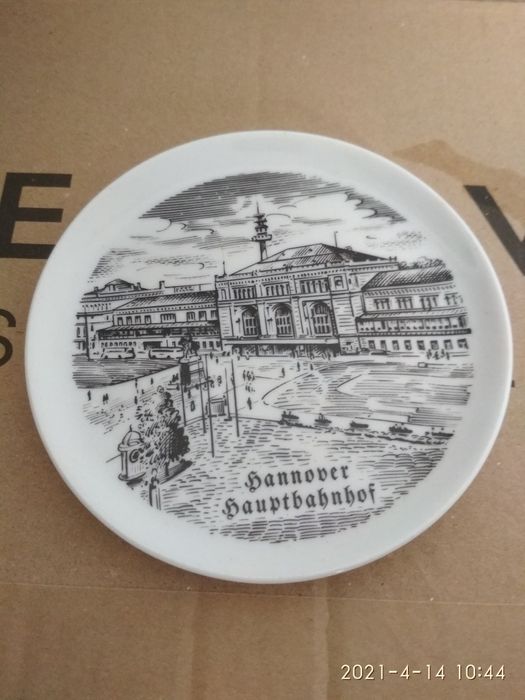 E
V
S
Hannover
Hauptbahnhof
2021-4-14 10:44